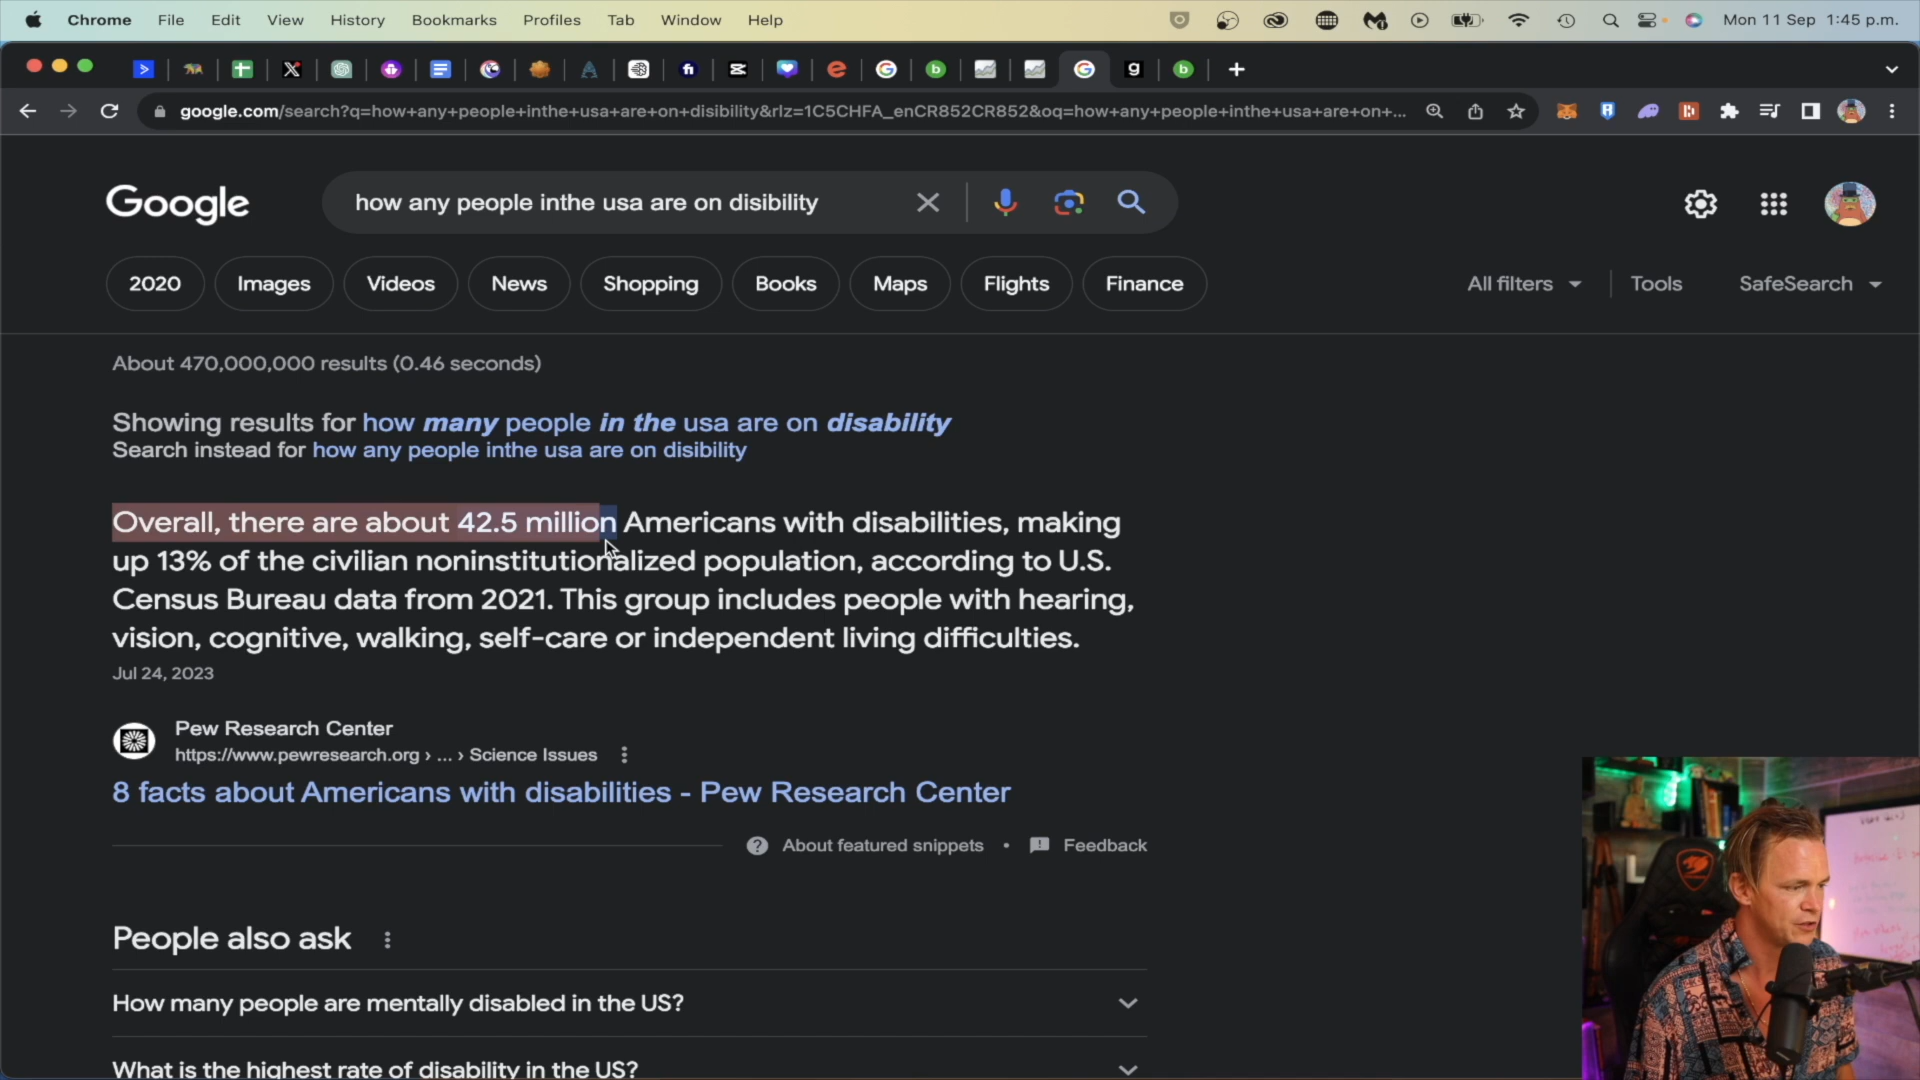 Chrome File Edit View History Bookmarks Profiles Tab Window Help Mon 11 Sep 1:45 p.m.
google.com/search?q=how+any+people+inthe+usa+are+on+disibility&rlz=1C5CHFA_enCR852CR852&oq=how+any+people+inthe+usa+are+on+...
Google how any people inthe usa are on disibility
2020 Images Videos News Shopping Books Maps Flights Finance All filters Tools SafeSearch
About 470,000,000 results (0.46 seconds)
Showing results for how many people in the usa are on disability
Search instead for how any people inthe usa are on disibility
Overall, there are about 42.5 million Americans with disabilities, making
up 13% of the civilian noninstitutionalized population, according to U.S.
Census Bureau data from 2021. This group includes people with hearing,
vision, cognitive, walking, self-care or independent living difficulties.
Jul 24, 2023
Pew Research Center
https://www.pewresearch.org › ... › Science Issues
8 facts about Americans with disabilities - Pew Research Center
About featured snippets • Feedback
People also ask
How many people are mentally disabled in the US?
What is the highest rate of disability in the US?